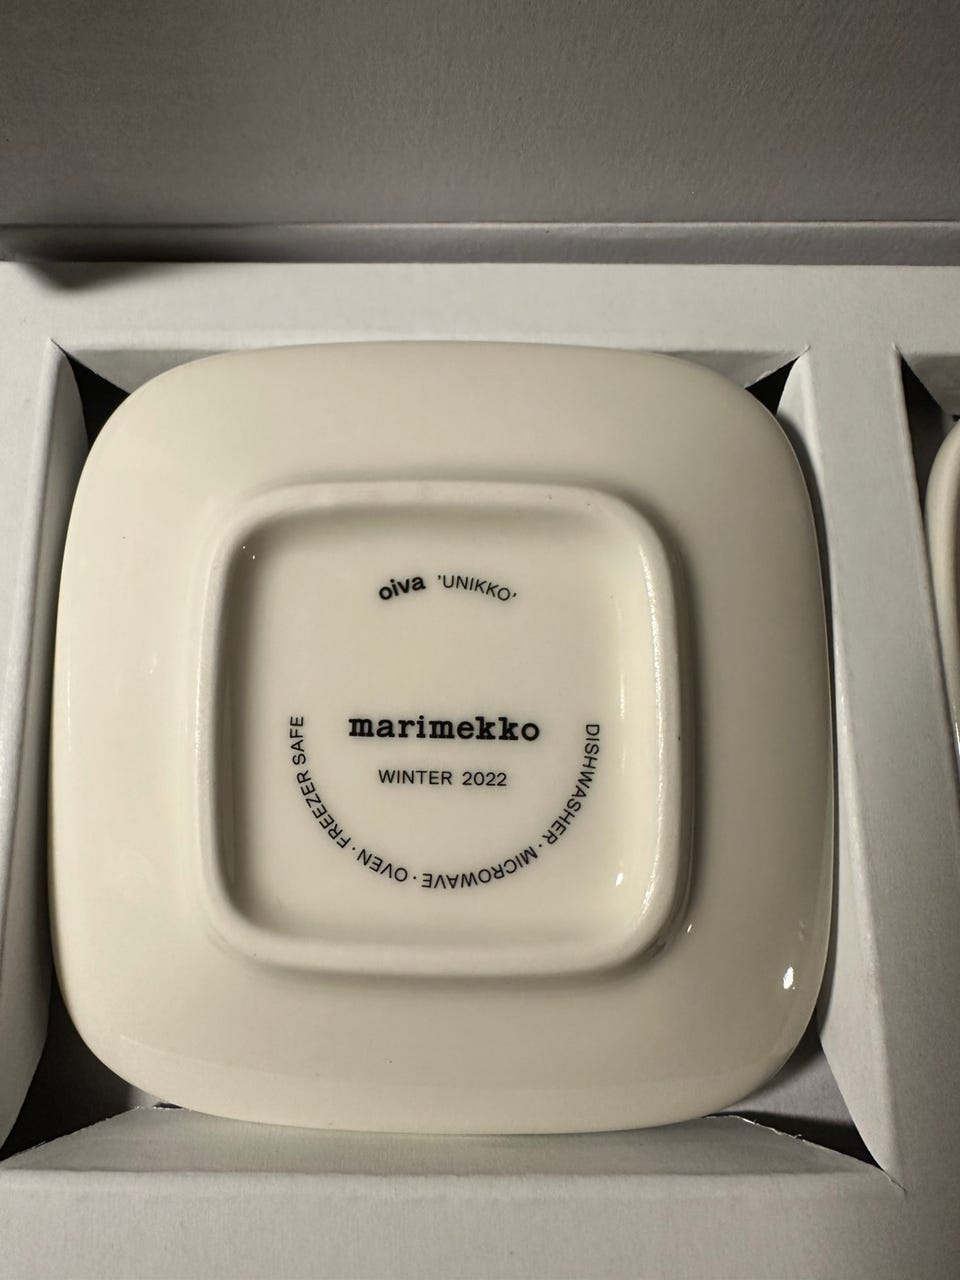 oiva 'UNIKKO'
marimekko
WINTER 2022
DISHWASHER · MICROWAVE · OVEN · FREEZER SAFE